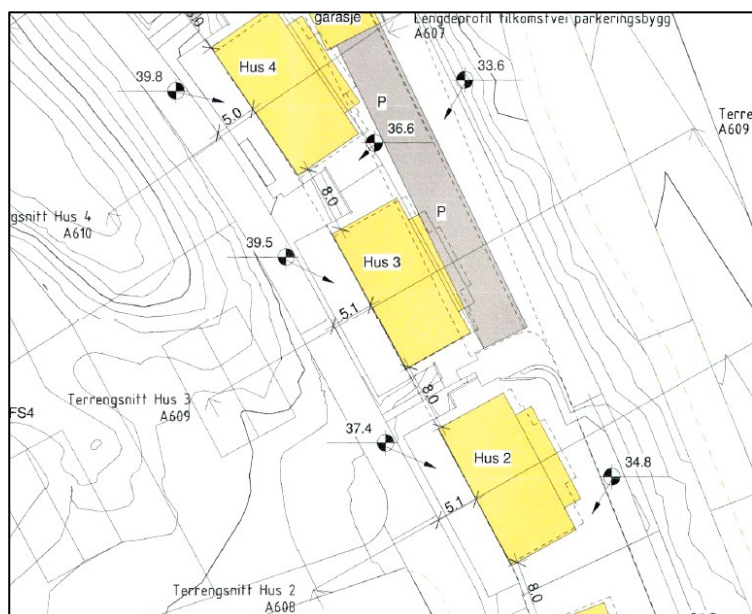 garasje
Lengdeprofil tilkomstvei parkeringsbygg
A607
Hus 4
39.8
33.6
P
5.0
36.6
A609
8.0
gsnitt Hus 4
A610
P
39.5
Hus 3
5.1
Terrengsnitt Hus 3
A609
8.0
FS4
37.4
Hus 2
34.8
5.1
Terrengsnitt Hus 2
A608
8.0